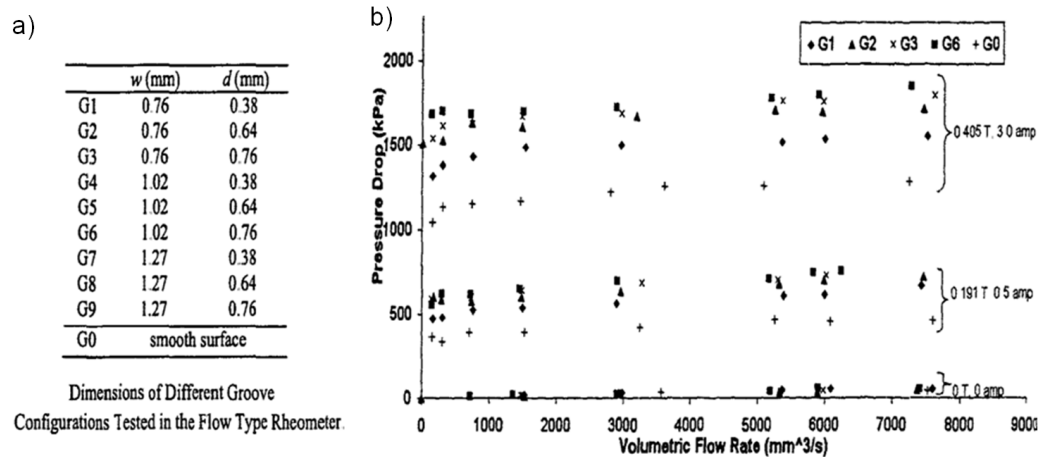 a)
w (mm) d (mm)
G1 0.76 0.38
G2 0.76 0.64
G3 0.76 0.76
G4 1.02 0.38
G5 1.02 0.64
G6 1.02 0.76
G7 1.27 0.38
G8 1.27 0.64
G9 1.27 0.76
G0 smooth surface
Dimensions of Different Groove
Configurations Tested in the Flow Type Rheometer.
b)
G1 G2 G3 G6 G0
Pressure Drop (kPa)
2000
1500
1000
500
0
0 405 T, 3 0 amp
0 191 T 0 5 amp
0 T, 0 amp
0 1000 2000 3000 4000 5000 6000 7000 8000 9000
Volumetric Flow Rate (mm^3/s)